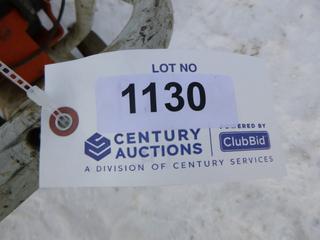 LOT NO
1130
CENTURY AUCTIONS
POWERED BY
ClubBid
A DIVISION OF CENTURY SERVICES